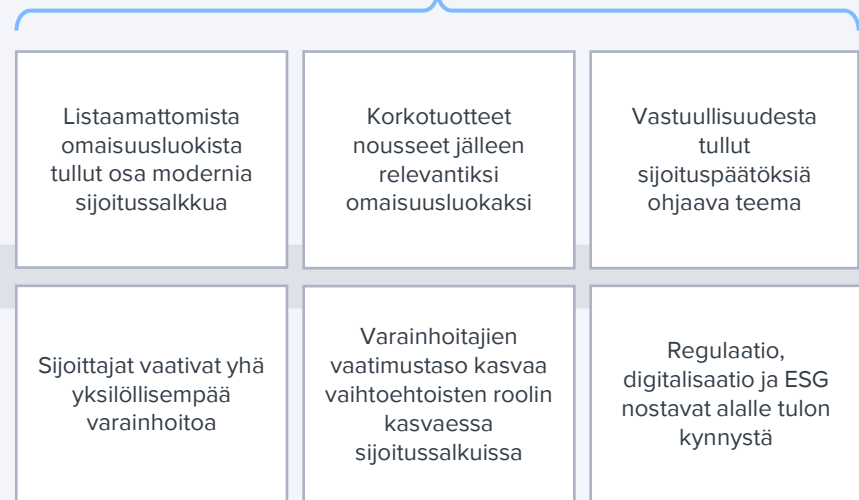 Listaamattomista
omaisuusluokista
tullut osa modernia
sijoitussalkkua
Korkotuotteet
nousseet jälleen
relevantiksi
omaisuusluokaksi
Vastuullisuudesta
tullut
sijoituspäätöksiä
ohjaava teema
Sijoittajat vaativat yhä
yksilöllisempää
varainhoitoa
Varainhoitajien
vaatimustaso kasvaa
vaihtoehtoisten roolin
kasvaessa
sijoitussalkuissa
Regulaatio,
digitalisaatio ja ESG
nostavat alalle tulon
kynnystä